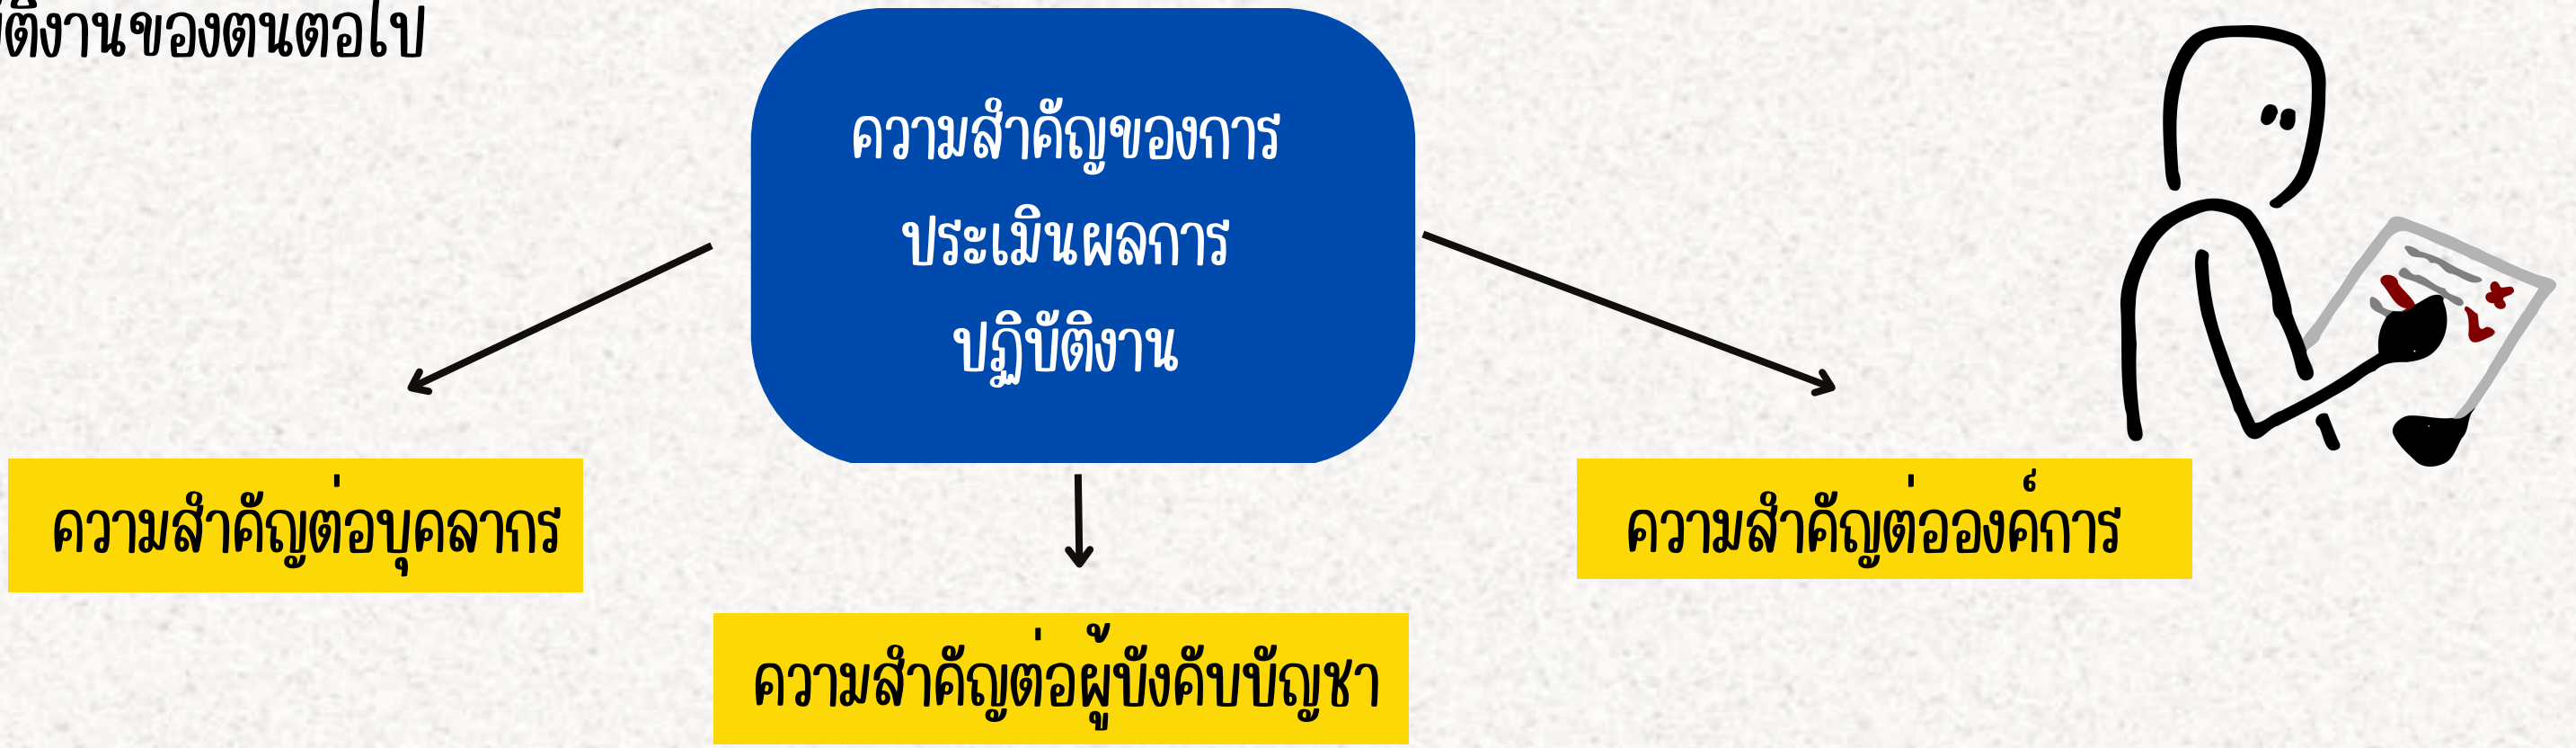 งานของตนต่อไป
ความสำคัญของการ
ประเมินผลการ
ปฏิบัติงาน
ความสำคัญต่อบุคลากร
ความสำคัญต่อองค์การ
ความสำคัญต่อผู้บังคับบัญชา